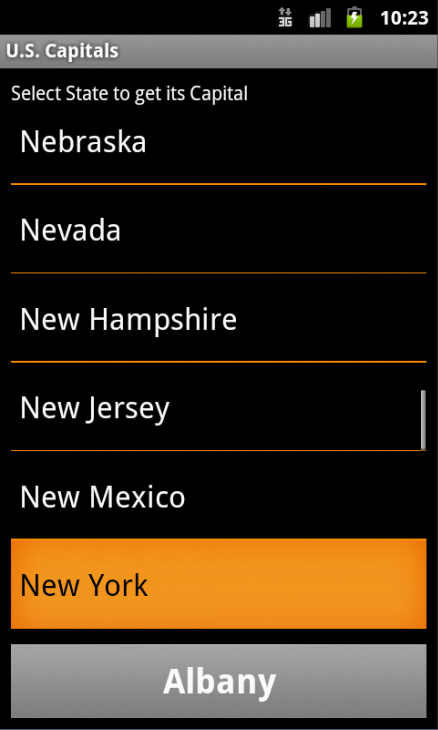 3G 10:23
U.S. Capitals
Select State to get its Capital
Nebraska
Nevada
New Hampshire
New Jersey
New Mexico
New York
Albany